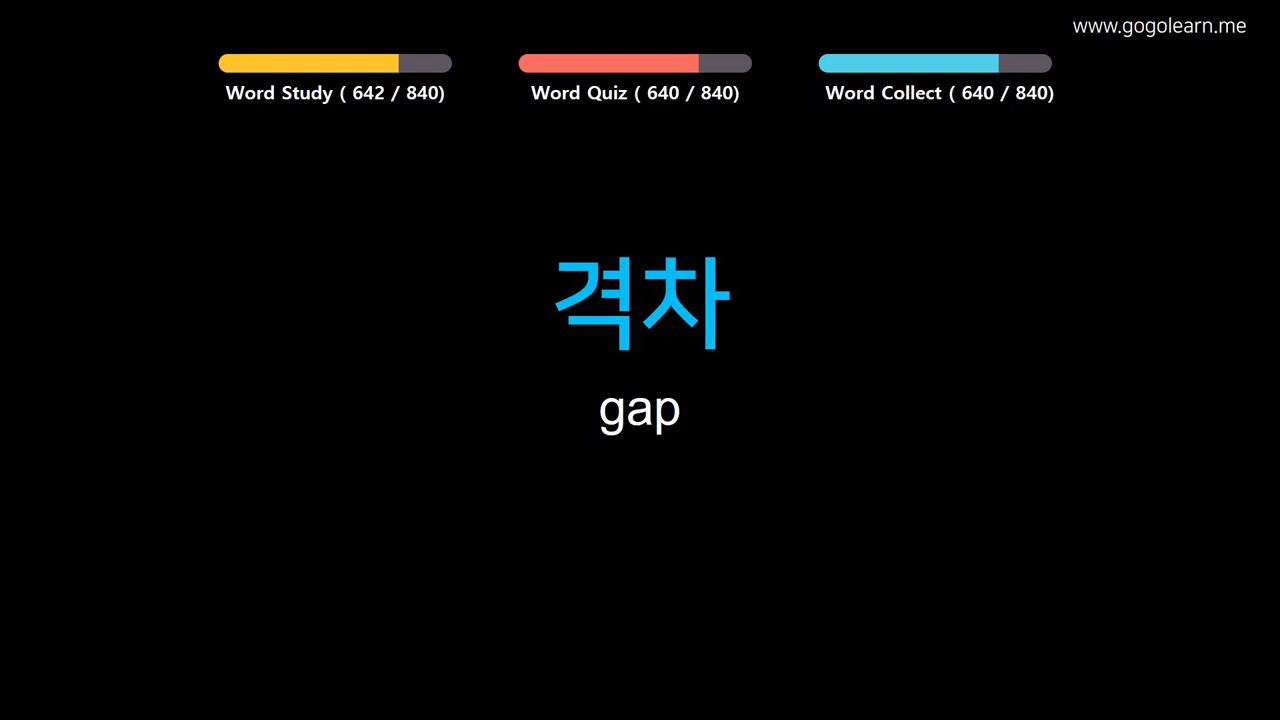 www.gogolearn.me
Word Study ( 642 / 840)
Word Quiz ( 640 / 840)
Word Collect ( 640 / 840)
격차
gap